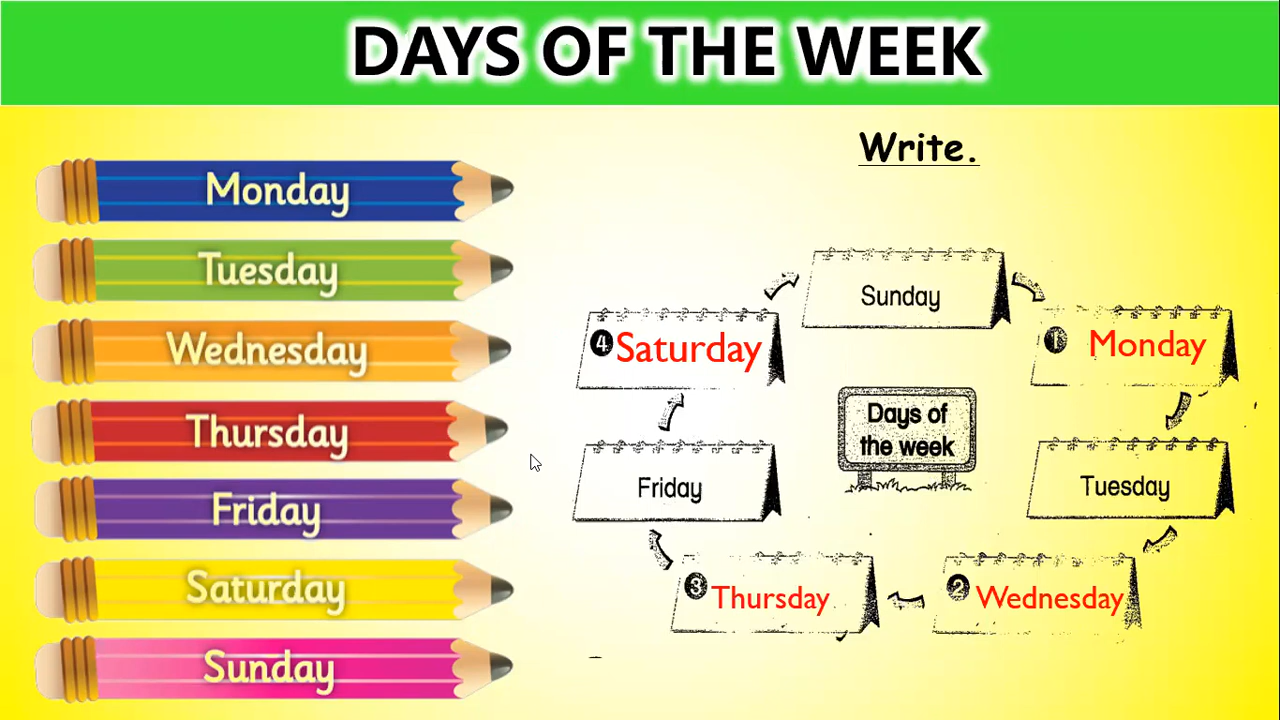 DAYS OF THE WEEK
Monday
Tuesday
Wednesday
Thursday
Friday
Saturday
Sunday
Write.
Sunday
1 Monday
Tuesday
2 Wednesday
3 Thursday
Friday
4 Saturday
Days of
the week